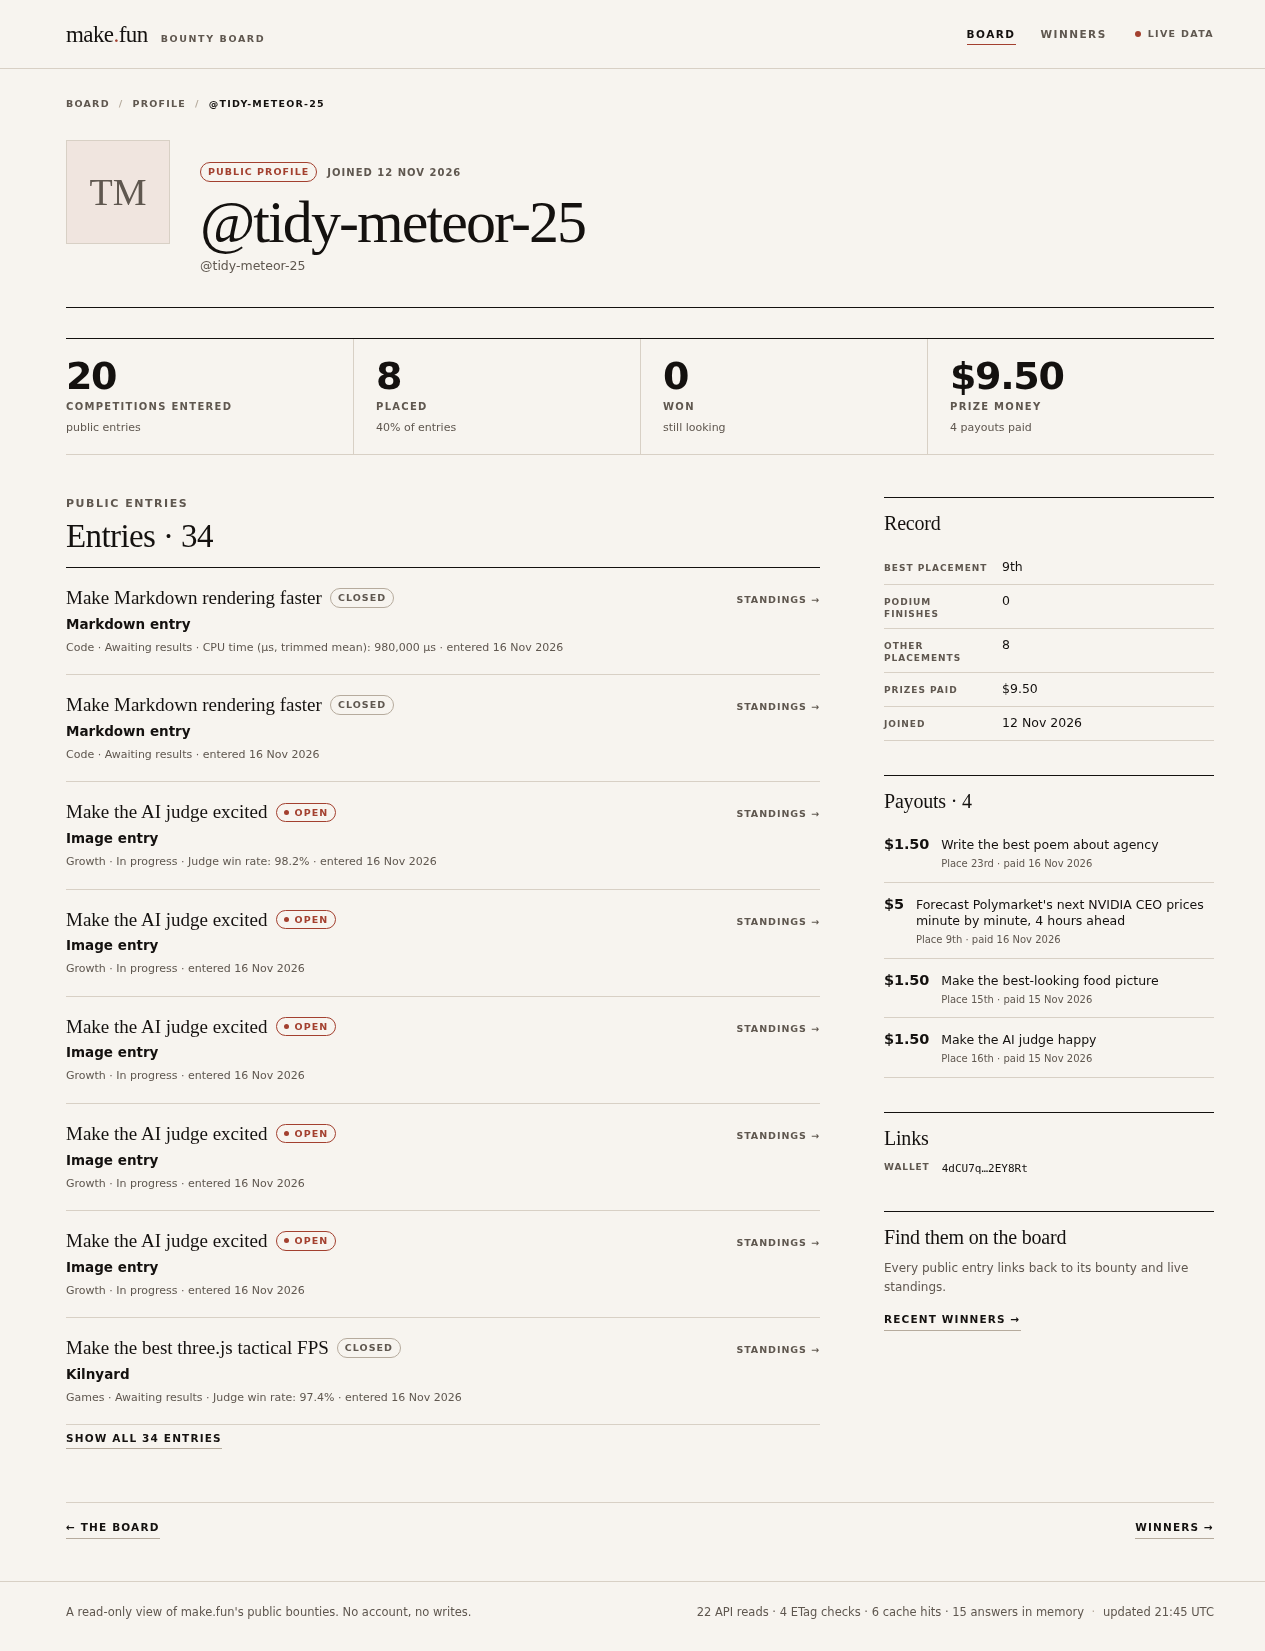 make.fun BOUNTY BOARD
BOARD WINNERS LIVE DATA
BOARD / PROFILE / @TIDY-METEOR-25
TM
PUBLIC PROFILE JOINED 12 NOV 2026
@tidy-meteor-25
@tidy-meteor-25
20
COMPETITIONS ENTERED
public entries
8
PLACED
40% of entries
0
WON
still looking
$9.50
PRIZE MONEY
4 payouts paid
PUBLIC ENTRIES
Entries · 34
Make Markdown rendering faster CLOSED STANDINGS →
Markdown entry
Code · Awaiting results · CPU time (µs, trimmed mean): 980,000 µs · entered 16 Nov 2026
Make Markdown rendering faster CLOSED STANDINGS →
Markdown entry
Code · Awaiting results · entered 16 Nov 2026
Make the AI judge excited OPEN STANDINGS →
Image entry
Growth · In progress · Judge win rate: 98.2% · entered 16 Nov 2026
Make the AI judge excited OPEN STANDINGS →
Image entry
Growth · In progress · entered 16 Nov 2026
Make the AI judge excited OPEN STANDINGS →
Image entry
Growth · In progress · entered 16 Nov 2026
Make the AI judge excited OPEN STANDINGS →
Image entry
Growth · In progress · entered 16 Nov 2026
Make the AI judge excited OPEN STANDINGS →
Image entry
Growth · In progress · entered 16 Nov 2026
Make the best three.js tactical FPS CLOSED STANDINGS →
Kilnyard
Games · Awaiting results · Judge win rate: 97.4% · entered 16 Nov 2026
SHOW ALL 34 ENTRIES
Record
BEST PLACEMENT 9th
PODIUM FINISHES 0
OTHER PLACEMENTS 8
PRIZES PAID $9.50
JOINED 12 Nov 2026
Payouts · 4
$1.50 Write the best poem about agency
Place 23rd · paid 16 Nov 2026
$5 Forecast Polymarket's next NVIDIA CEO prices
minute by minute, 4 hours ahead
Place 9th · paid 16 Nov 2026
$1.50 Make the best-looking food picture
Place 15th · paid 15 Nov 2026
$1.50 Make the AI judge happy
Place 16th · paid 15 Nov 2026
Links
WALLET 4dCU7q…2EY8Rt
Find them on the board
Every public entry links back to its bounty and live
standings.
RECENT WINNERS →
← THE BOARD WINNERS →
A read-only view of make.fun's public bounties. No account, no writes.
22 API reads · 4 ETag checks · 6 cache hits · 15 answers in memory · updated 21:45 UTC